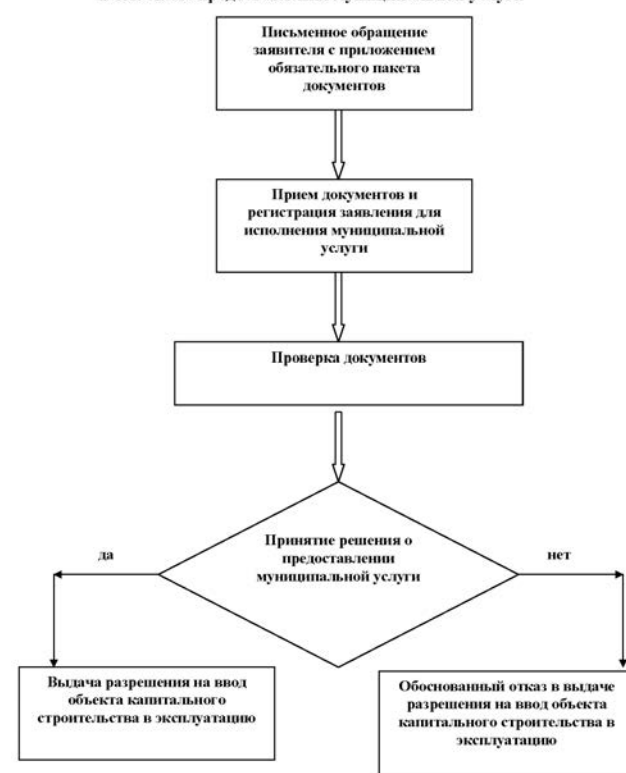 Письменное обращение
заявителя с приложением
обязательного пакета
документов
Прием документов и
регистрация заявления для
исполнения муниципальной
услуги
Проверка документов
Принятие решения о
предоставлении
муниципальной услуги
да
нет
Выдача разрешения на ввод
объекта капитального
строительства в эксплуатацию
Обоснованный отказ в выдаче
разрешения на ввод объекта
капитального строительства в
эксплуатацию